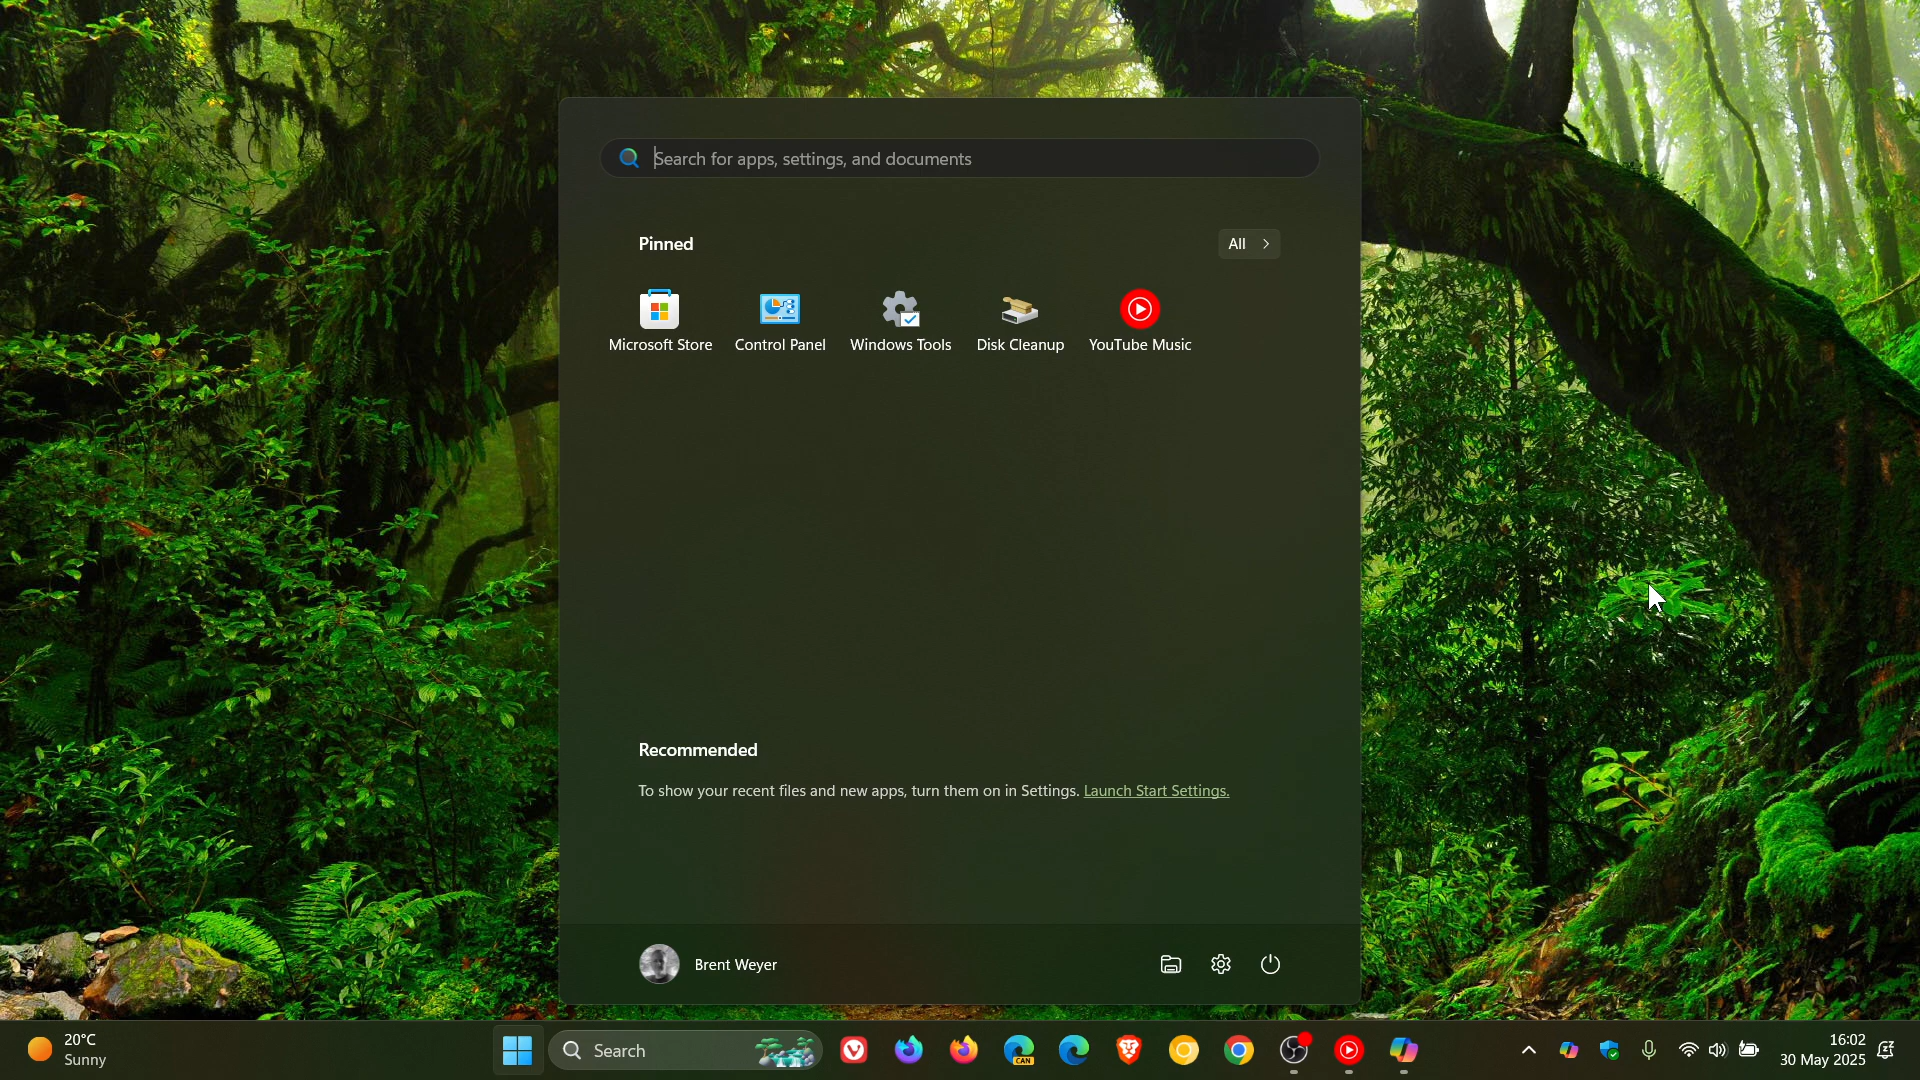 Search for apps, settings, and documents
Pinned
All
Microsoft Store
Control Panel
Windows Tools
Disk Cleanup
YouTube Music
Recommended
To show your recent files and new apps, turn them on in Settings. Launch Start Settings.
Brent Weyer
20°C
Sunny
Search
CAN
16:02
30 May 2025